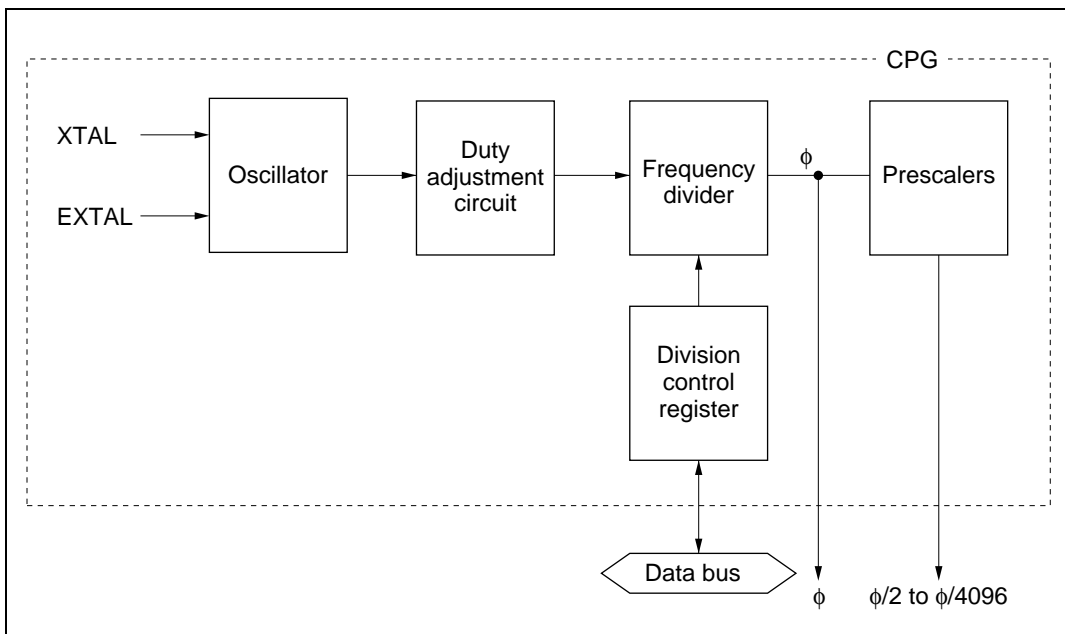 CPG
XTAL
EXTAL
Oscillator
Duty
adjustment
circuit
Frequency
divider
ϕ
Prescalers
Division
control
register
Data bus
ϕ
ϕ/2 to ϕ/4096